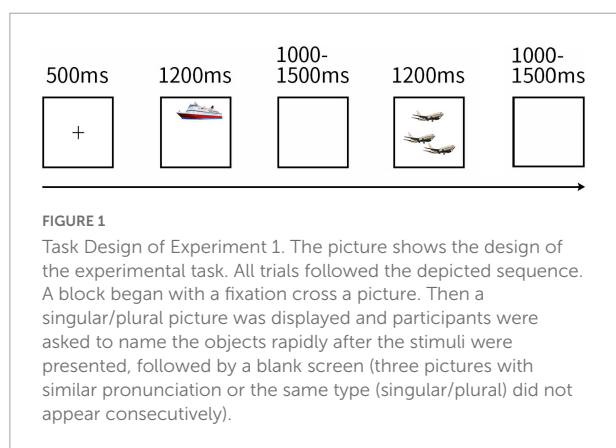 1000-
1000-
500ms
1200ms
1500ms
1200ms
1500ms
+
FIGURE 1
Task Design of Experiment 1. The picture shows the design of
the experimental task. All trials followed the depicted sequence.
A block began with a fixation cross a picture. Then a
singular/plural picture was displayed and participants were
asked to name the objects rapidly after the stimuli were
presented, followed by a blank screen (three pictures with
similar pronunciation or the same type (singular/plural) did not
appear consecutively).